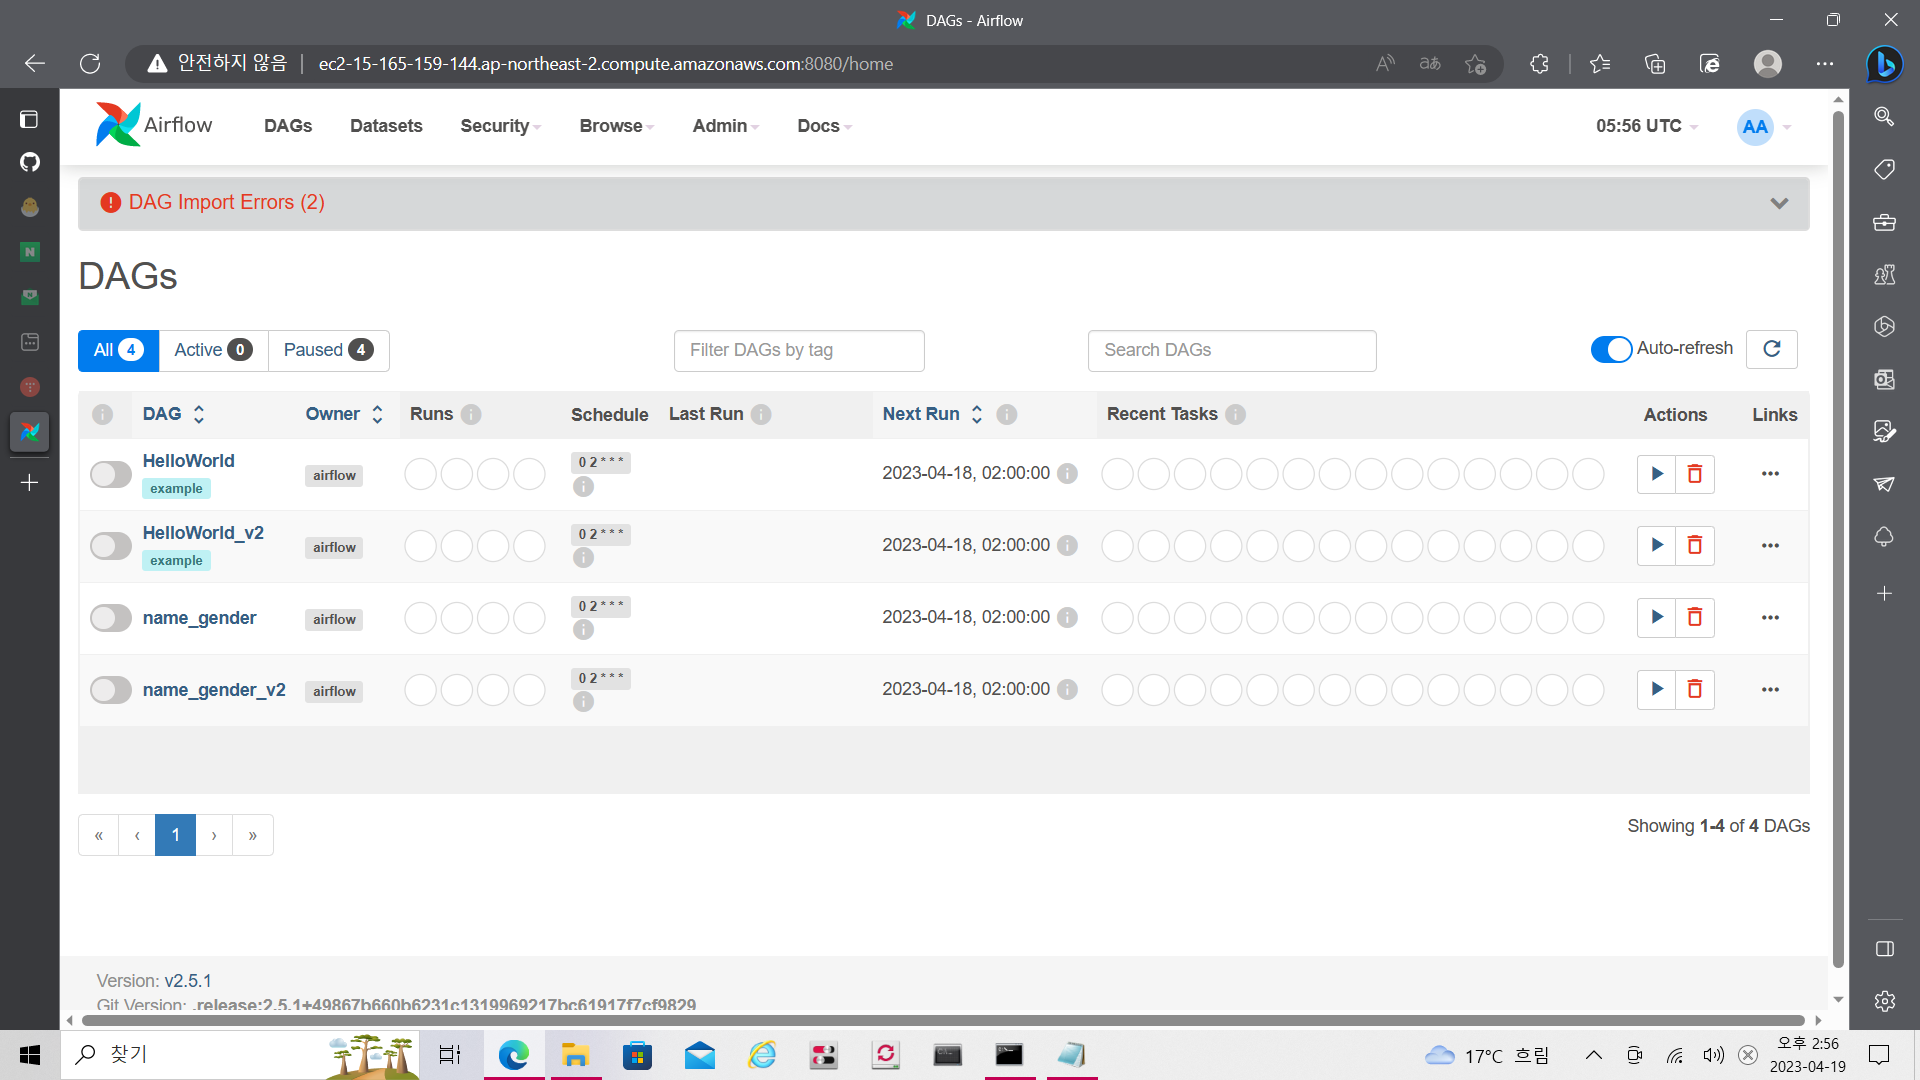 DAGs - Airflow
안전하지 않음 ec2-15-165-159-144.ap-northeast-2.compute.amazonaws.com:8080/home
Airflow DAGs Datasets Security Browse Admin Docs 05:56 UTC AA
DAG Import Errors (2)
DAGs
All 4 Active 0 Paused 4 Filter DAGs by tag Search DAGs Auto-refresh
DAG Owner Runs Schedule Last Run Next Run Recent Tasks Actions Links
HelloWorld airflow 0 2 * * * 2023-04-18, 02:00:00
example
HelloWorld_v2 airflow 0 2 * * * 2023-04-18, 02:00:00
example
name_gender airflow 0 2 * * * 2023-04-18, 02:00:00
name_gender_v2 airflow 0 2 * * * 2023-04-18, 02:00:00
« ‹ 1 › » Showing 1-4 of 4 DAGs
Version: v2.5.1
Git Version: .release:2.5.1+49867b660b6231c1319969217bc61917f7cf9829
찾기 17°C 흐림 오후 2:56
2023-04-19